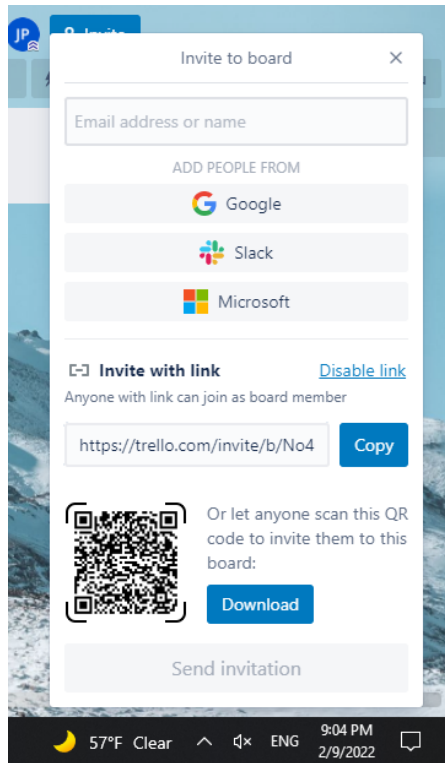 JP
Invite
Invite to board
Email address or name
ADD PEOPLE FROM
Google
Slack
Microsoft
Invite with link
Disable link
Anyone with link can join as board member
https://trello.com/invite/b/No4
Copy
Or let anyone scan this QR
code to invite them to this
board:
Download
Send invitation
57°F Clear
ENG
9:04 PM
2/9/2022